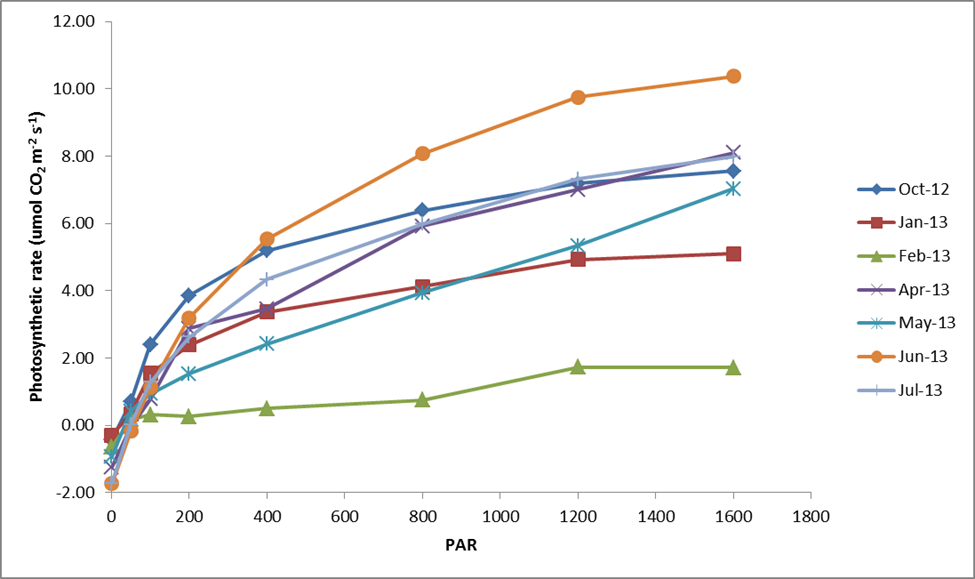 12.00
10.00
8.00
6.00
4.00
2.00
0.00
-2.00
Photosynthetic rate (umol CO₂ m⁻² s⁻¹)
0 200 400 600 800 1000 1200 1400 1600 1800
PAR
Oct-12
Jan-13
Feb-13
Apr-13
May-13
Jun-13
Jul-13